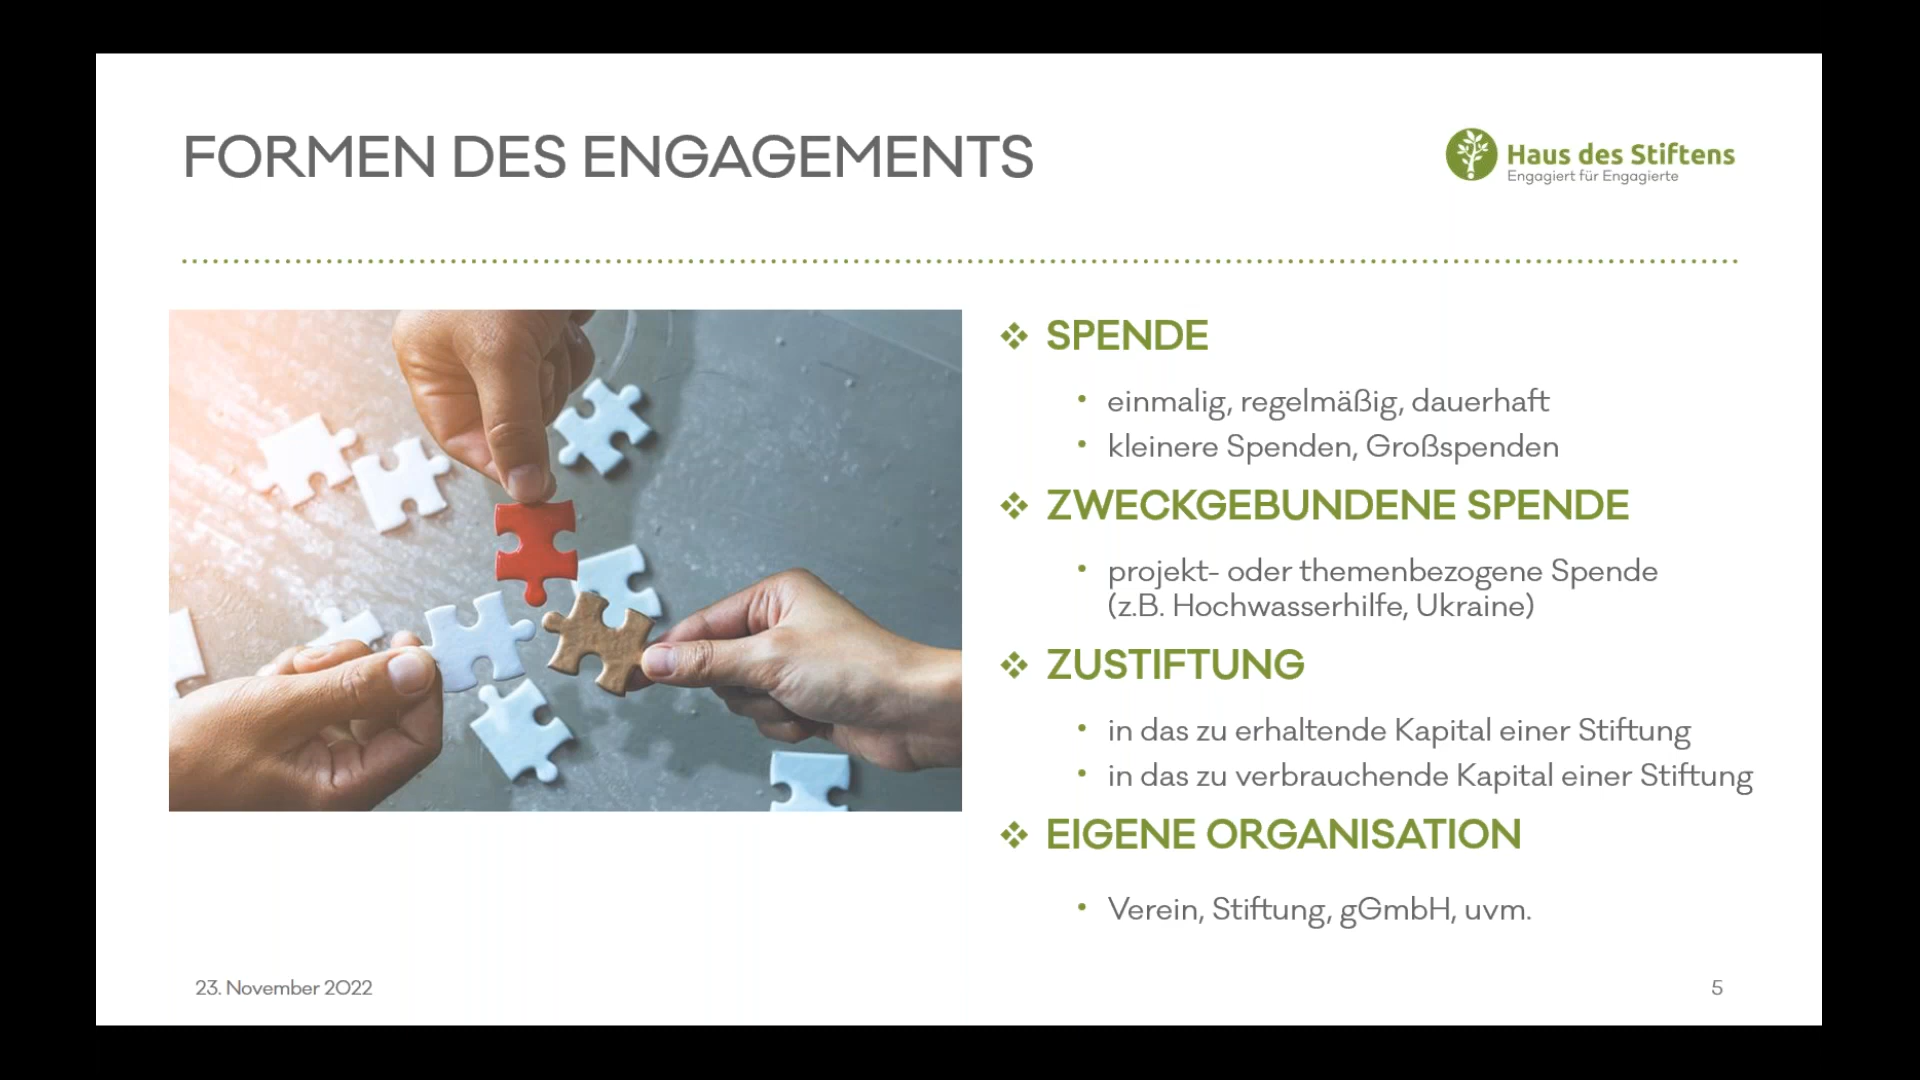 FORMEN DES ENGAGEMENTS
Haus des Stiftens
Engagiert für Engagierte
❖ SPENDE
• einmalig, regelmäßig, dauerhaft
• kleinere Spenden, Großspenden
❖ ZWECKGEBUNDENE SPENDE
• projekt- oder themenbezogene Spende
(z.B. Hochwasserhilfe, Ukraine)
❖ ZUSTIFTUNG
• in das zu erhaltende Kapital einer Stiftung
• in das zu verbrauchende Kapital einer Stiftung
❖ EIGENE ORGANISATION
• Verein, Stiftung, gGmbH, uvm.
23. November 2022
5